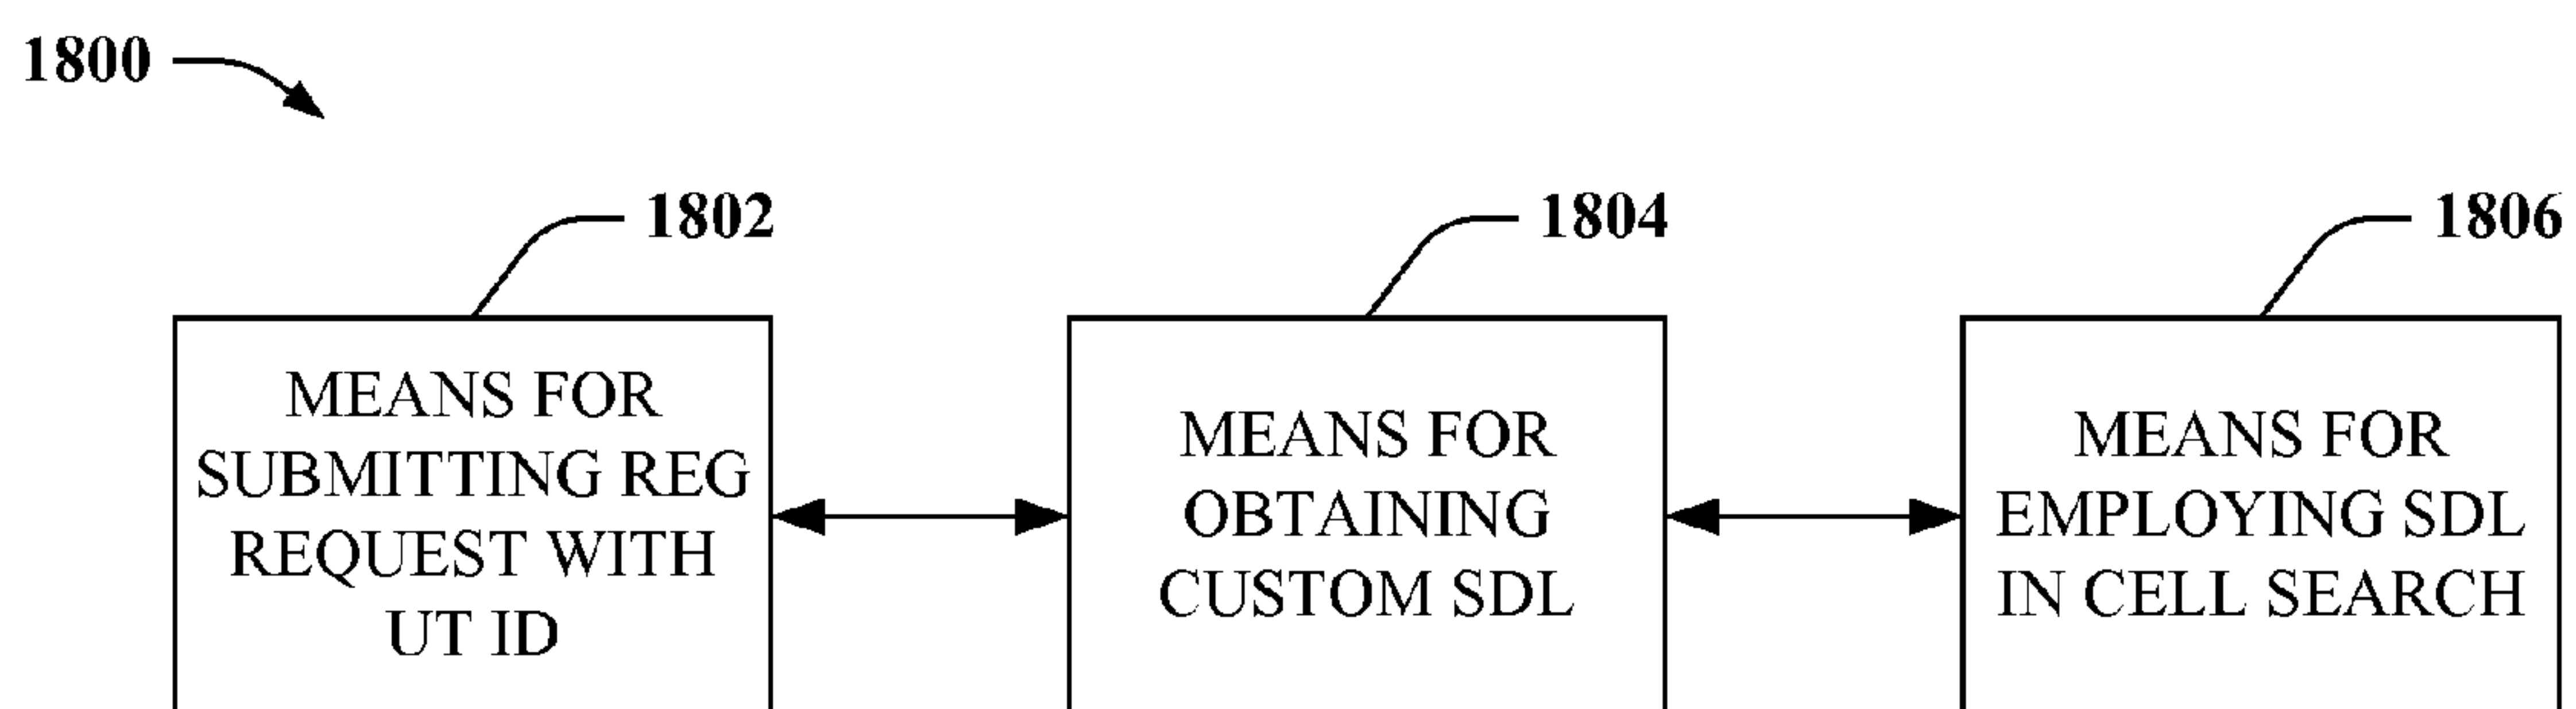 1800
1802
1804
1806
MEANS FOR
SUBMITTING REG
REQUEST WITH
UT ID
MEANS FOR
OBTAINING
CUSTOM SDL
MEANS FOR
EMPLOYING SDL
IN CELL SEARCH